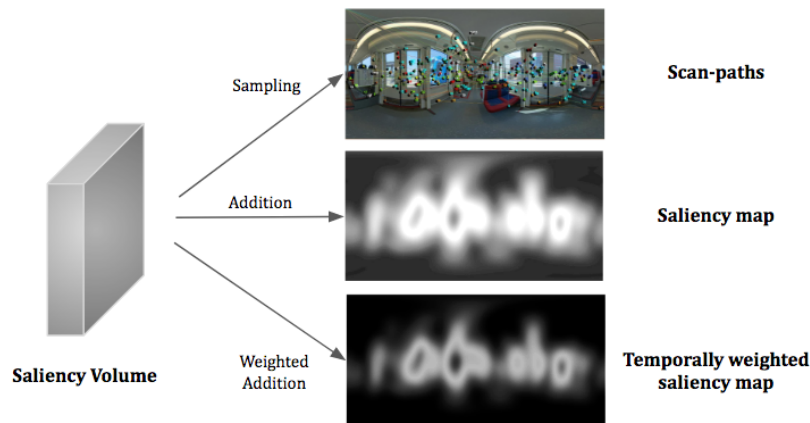 Sampling
Scan-paths
Addition
Saliency map
Saliency Volume
Weighted
Addition
Temporally weighted
saliency map